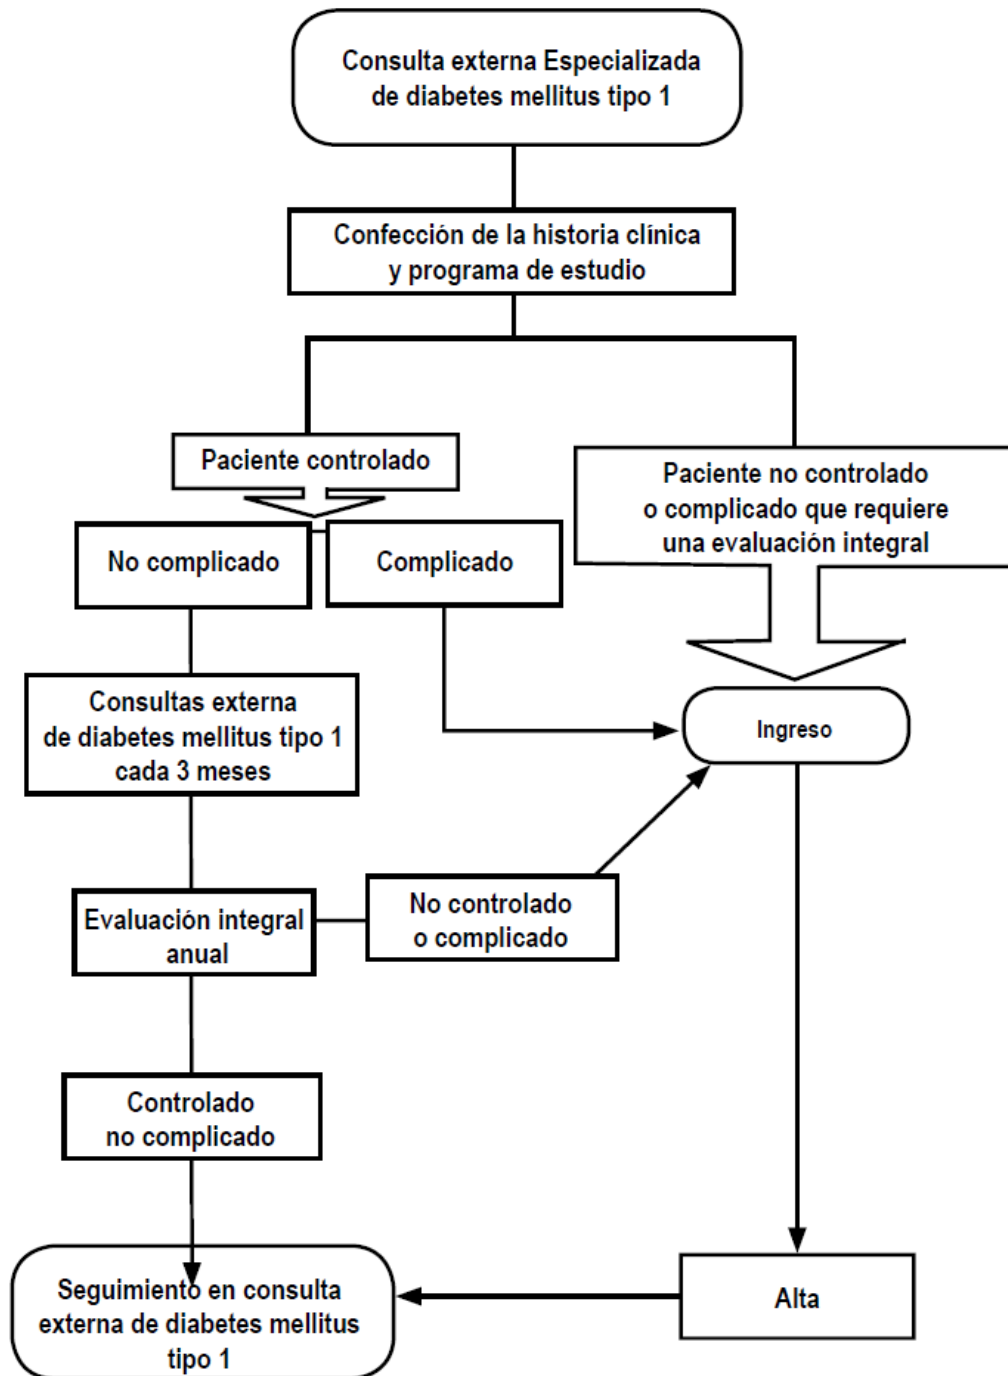 Consulta externa Especializada
de diabetes mellitus tipo 1
Confección de la historia clínica
y programa de estudio
Paciente controlado
Paciente no controlado
o complicado que requiere
una evaluación integral
No complicado
Complicado
Consultas externa
de diabetes mellitus tipo 1
cada 3 meses
Ingreso
Evaluación integral
anual
No controlado
o complicado
Controlado
no complicado
Seguimiento en consulta
externa de diabetes mellitus
tipo 1
Alta